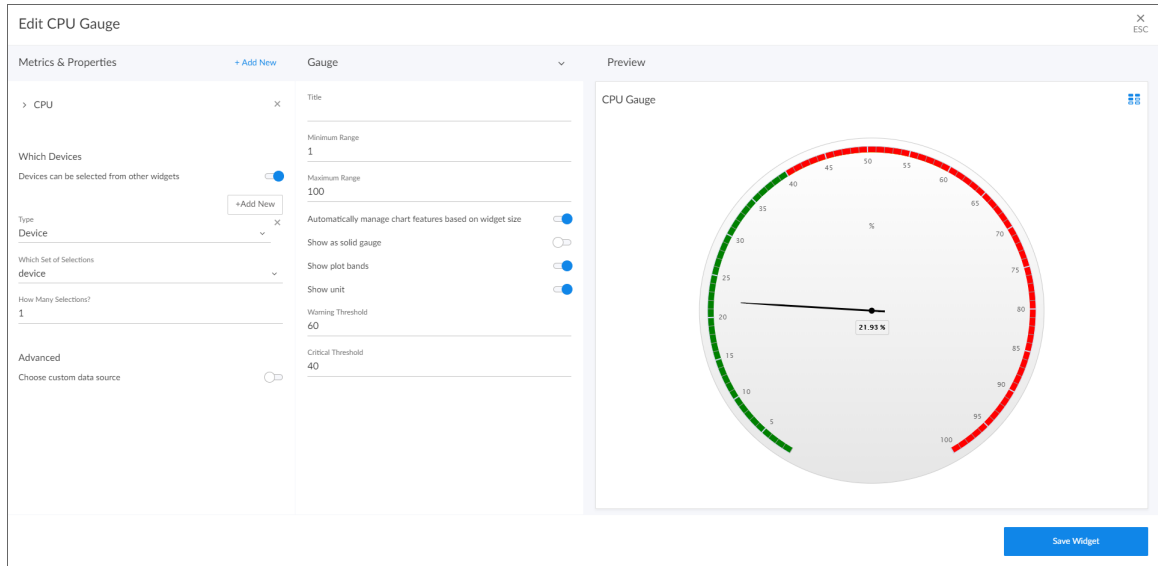 Edit CPU Gauge
ESC
Metrics & Properties
+ Add New
Gauge
Preview
CPU
Which Devices
Devices can be selected from other widgets
+Add New
Type
Device
Which Set of Selections
device
How Many Selections?
1
Advanced
Choose custom data source
Title
Minimum Range
1
Maximum Range
100
Automatically manage chart features based on widget size
Show as solid gauge
Show plot bands
Show unit
Warning Threshold
60
Critical Threshold
40
CPU Gauge
5
10
15
20
25
30
35
40
45
50
55
60
65
70
75
80
85
90
95
100
%
21.93 %
Save Widget